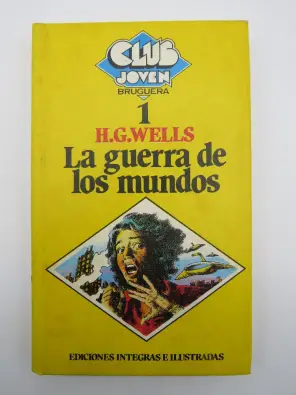 CLUB
JOVEN
BRUGUERA
1
H.G.WELLS
La guerra de
los mundos
EDICIONES INTEGRAS E ILUSTRADAS